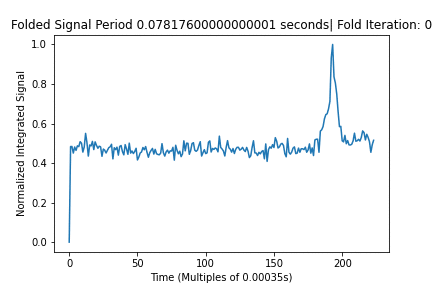 Folded Signal Period 0.07817600000000001 seconds| Fold Iteration: 0
1.0
0.8
0.6
0.4
0.2
0.0
Normalized Integrated Signal
0 50 100 150 200
Time (Multiples of 0.00035s)